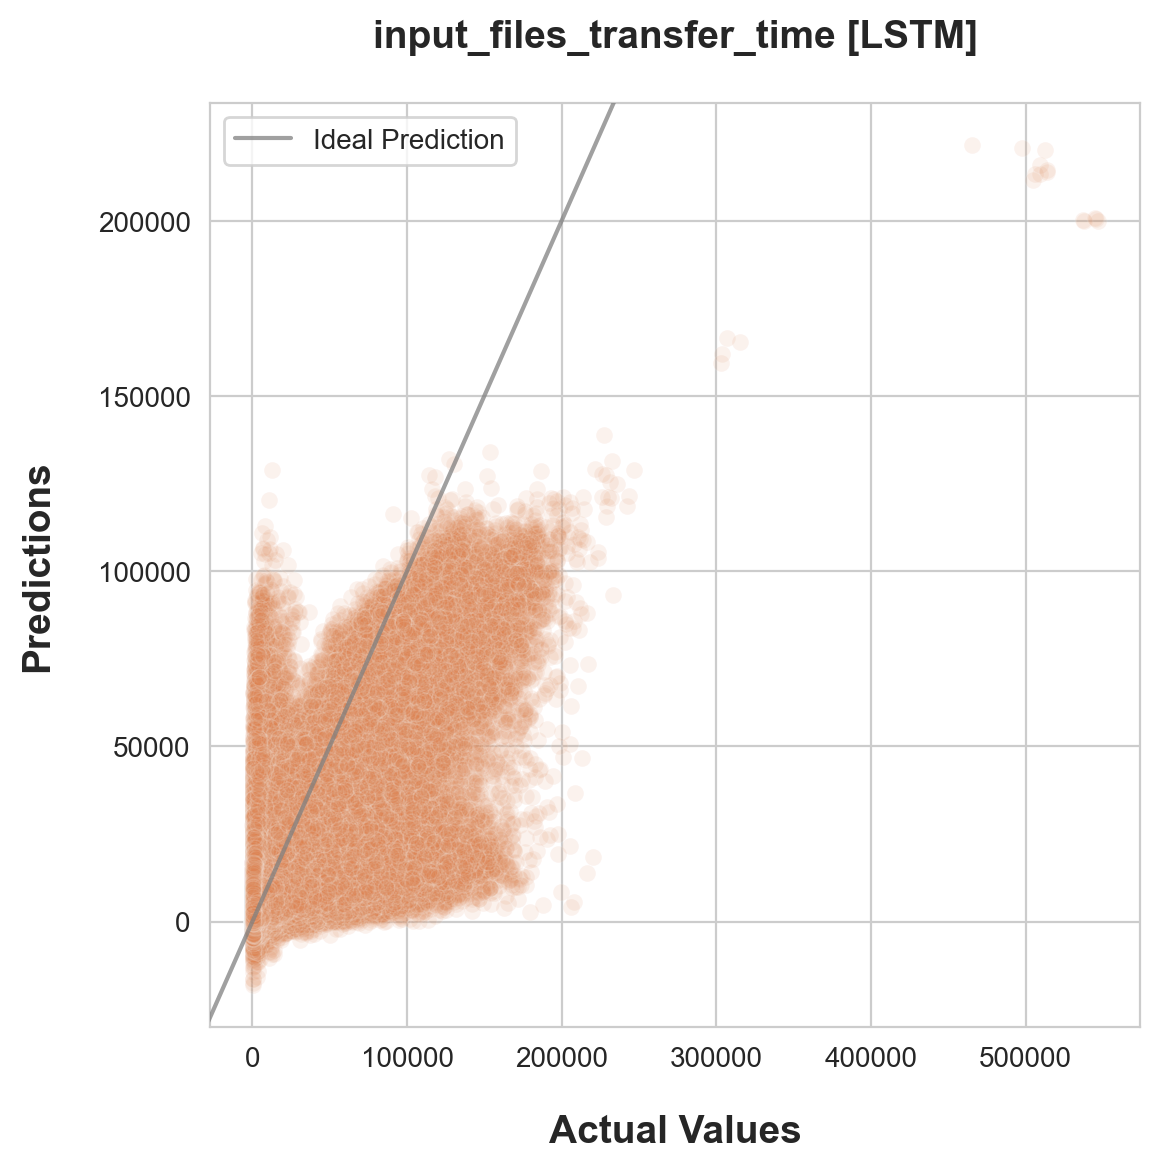 input_files_transfer_time [LSTM]
Ideal Prediction
200000
150000
100000
50000
0
Predictions
0 100000 200000 300000 400000 500000
Actual Values